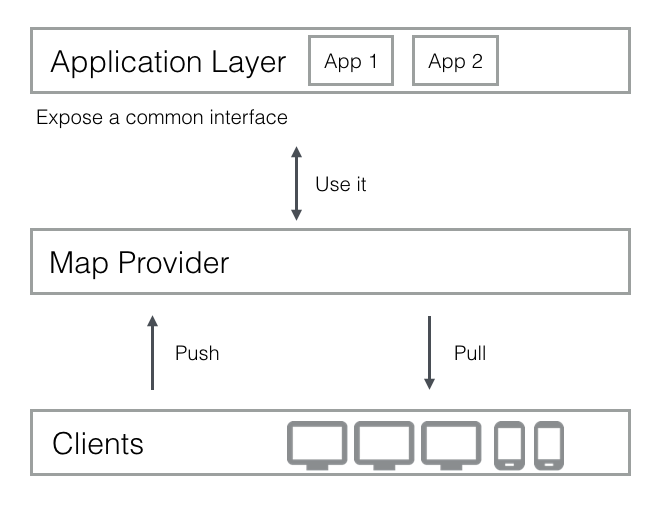 Application Layer App 1 App 2
Expose a common interface
Use it
Map Provider
Push Pull
Clients